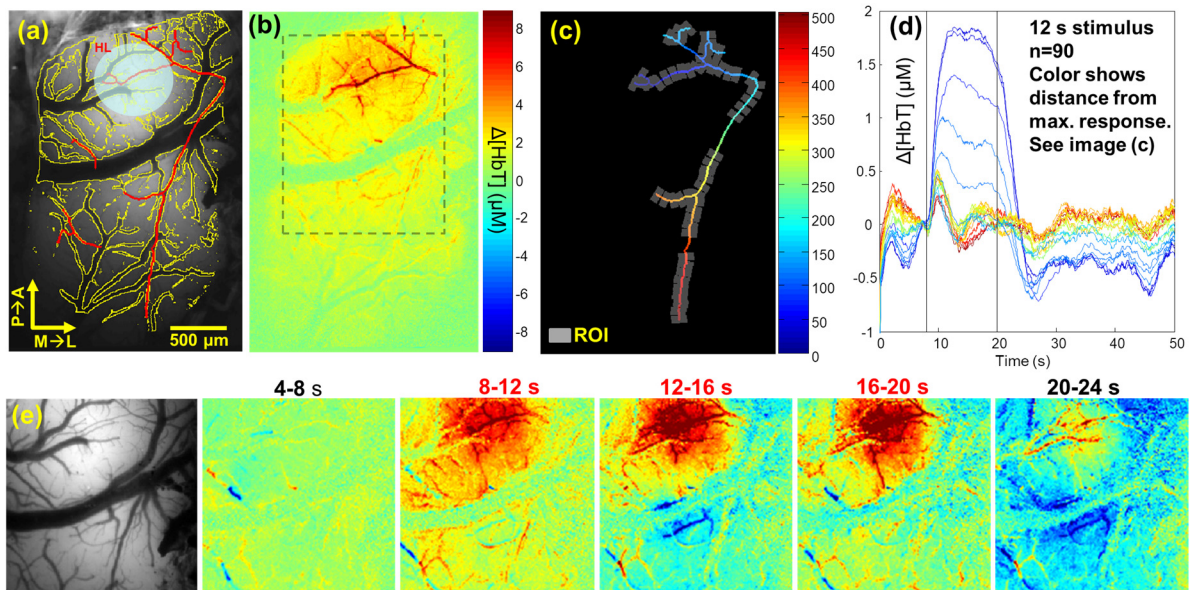 (a)
HL
P→A
M→L
500 µm
(b)
8
6
4
2
0
-2
-4
-6
-8
Δ[HbT] (µM)
(c)
ROI
500
450
400
350
300
250
200
150
100
50
0
(d)
12 s stimulus
n=90
Color shows
distance from
max. response.
See image (c)
Δ[HbT] (µM)
2
1.5
1
0.5
0
-0.5
-1
0
10
20
30
40
50
Time (s)
(e)
4-8 s
8-12 s
12-16 s
16-20 s
20-24 s